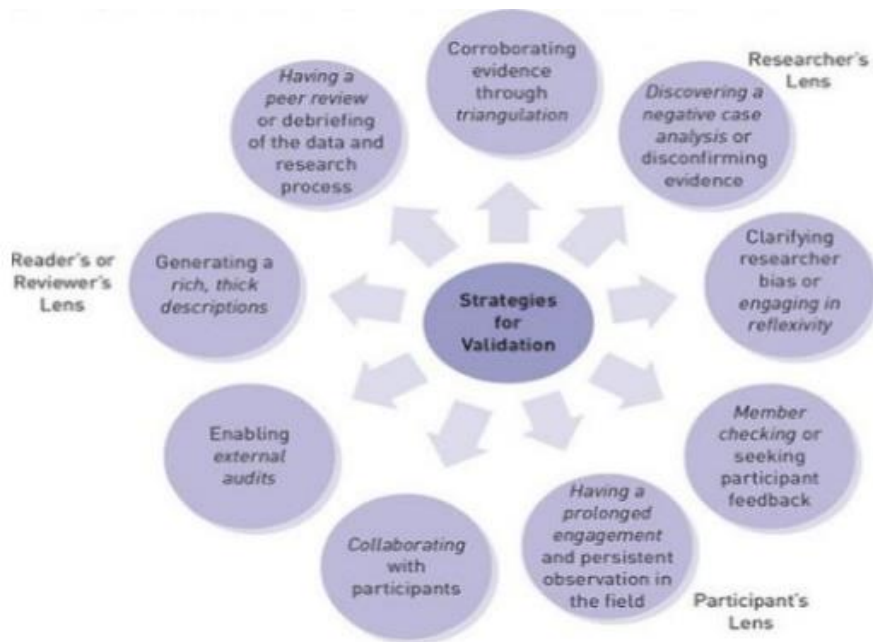 Corroborating
evidence
through
triangulation
Researcher's
Lens
Discovering a
negative case
analysis or
disconfirming
evidence
Clarifying
researcher
bias or
engaging in
reflexivity
Member
checking or
seeking
participant
feedback
Having a
prolonged
engagement
and persistent
observation in
the field
Participant's
Lens
Collaborating
with
participants
Enabling
external
audits
Generating a
rich, thick
descriptions
Reader's or
Reviewer's
Lens
Having a
peer review
or debriefing
of the data and
research
process
Strategies
for
Validation